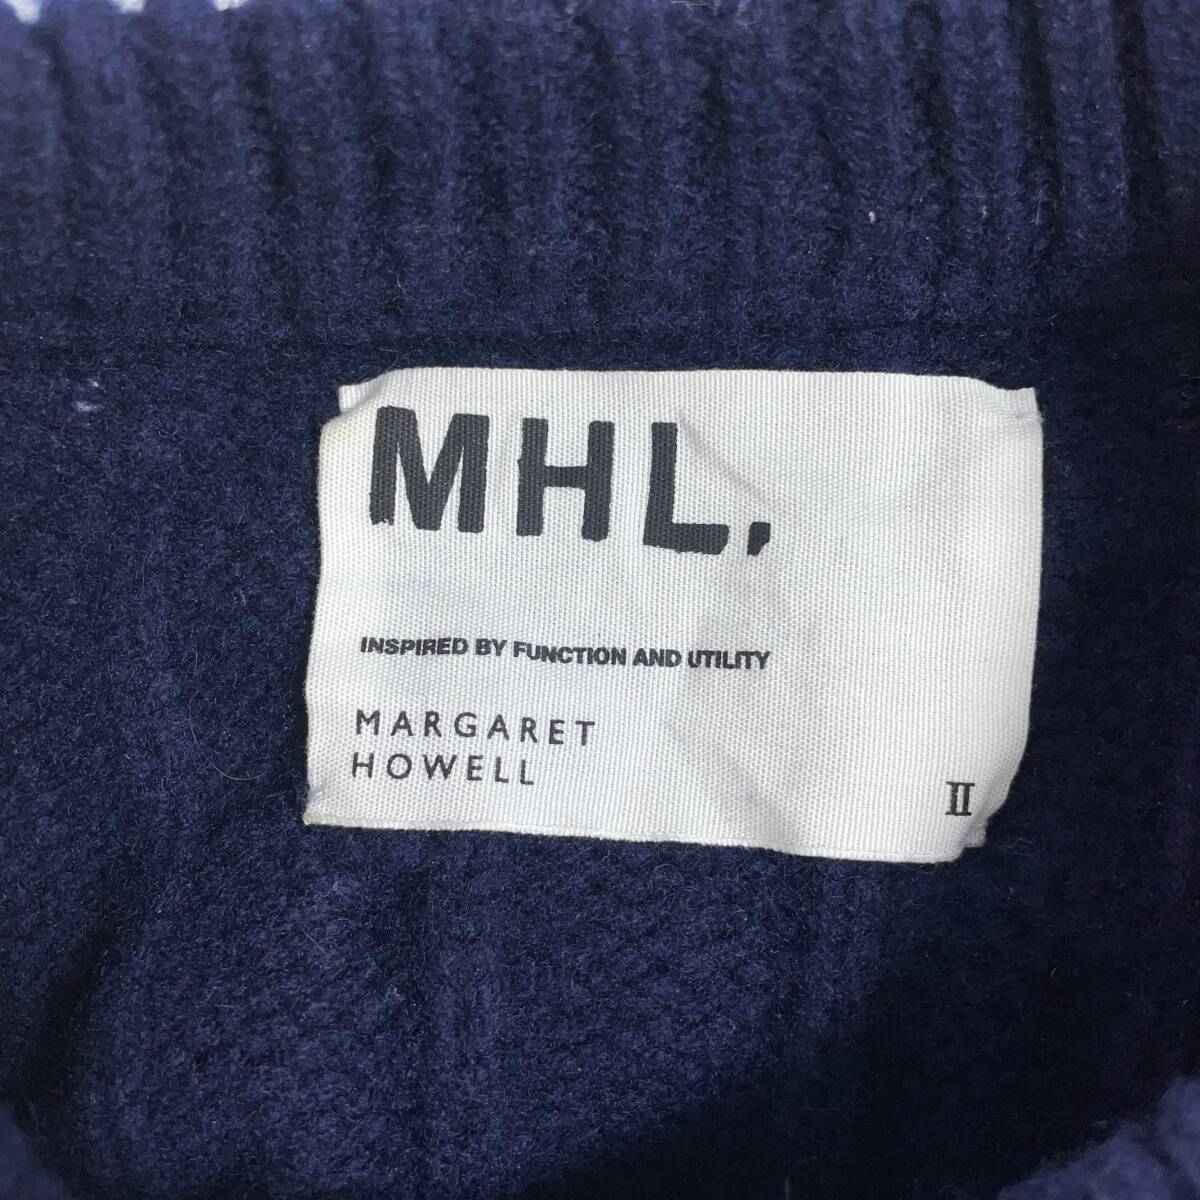 MHL.
INSPIRED BY FUNCTION AND UTILITY
MARGARET
HOWELL
II